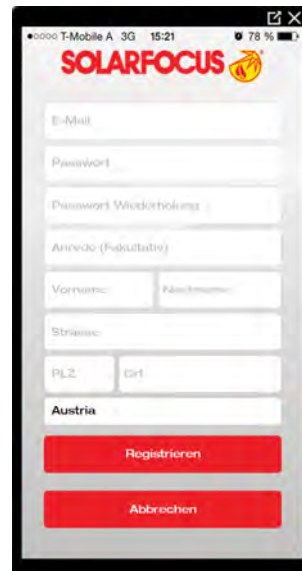 T-Mobile A 3G 15:21 78 %
SOLARFOCUS
E-Mail
Passwort
Passwort Wiederholung
Anrede (Fakultativ)
Vorname Nachname
Strasse
PLZ Ort
Austria
Registrieren
Abbrechen